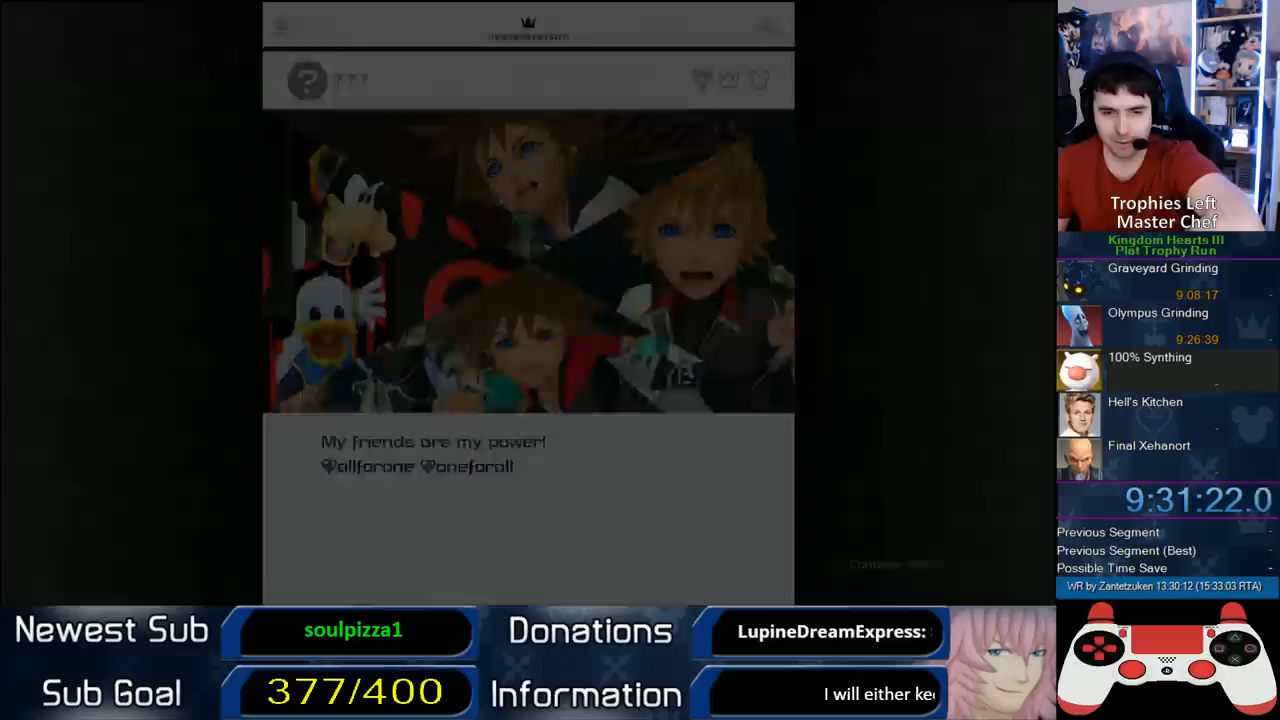 ???
My friends are my power!
allforone oneforall
Trophies Left
Master Chef
Kingdom Hearts III
Plat Trophy Run
Graveyard Grinding
9:08:17 -
Olympus Grinding
9:26:39 -
100% Synthing
-
Hell's Kitchen
-
Final Xehanort
-
9:31:22.0
Previous Segment -
Previous Segment (Best) -
Possible Time Save -
WR by Zantetzuken 13:30:12 (15:33:03 RTA)
Newest Sub
soulpizza1
Donations
LupineDreamExpress:
Sub Goal
377/400
Information
I will either ke